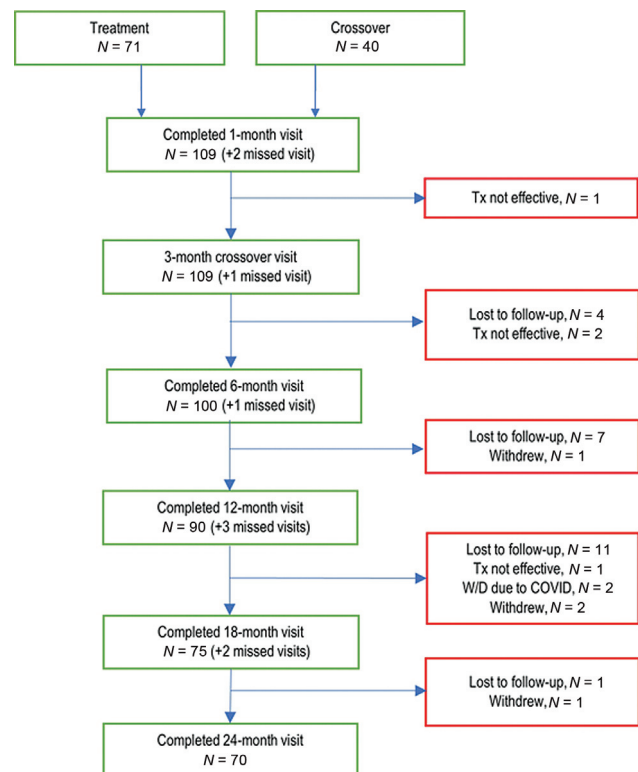 Treatment
N = 71
Crossover
N = 40
Completed 1-month visit
N = 109 (+2 missed visit)
Tx not effective, N = 1
3-month crossover visit
N = 109 (+1 missed visit)
Lost to follow-up, N = 4
Tx not effective, N = 2
Completed 6-month visit
N = 100 (+1 missed visit)
Lost to follow-up, N = 7
Withdrew, N = 1
Completed 12-month visit
N = 90 (+3 missed visits)
Lost to follow-up, N = 11
Tx not effective, N = 1
W/D due to COVID, N = 2
Withdrew, N = 2
Completed 18-month visit
N = 75 (+2 missed visits)
Lost to follow-up, N = 1
Withdrew, N = 1
Completed 24-month visit
N = 70